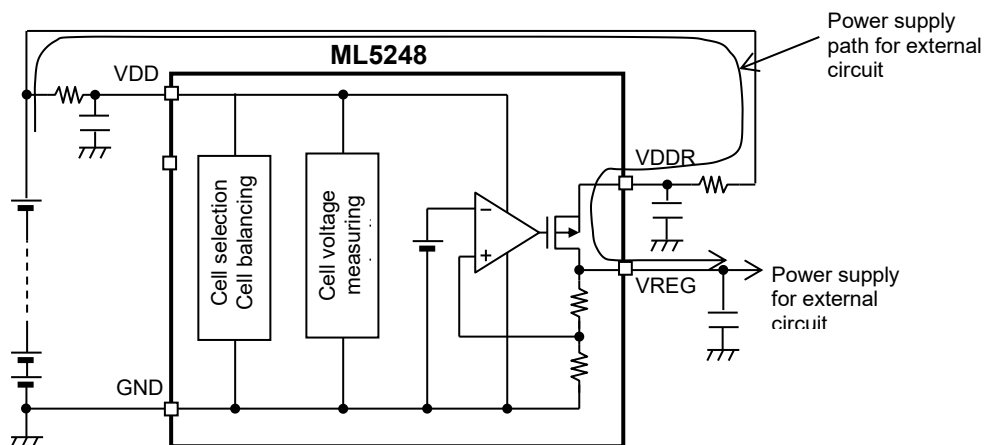 Power supply
path for external
circuit
ML5248
VDD
VDDR
Cell selection
Cell balancing
Cell voltage
measuring
−
+
VREG
Power supply
for external
circuit
GND